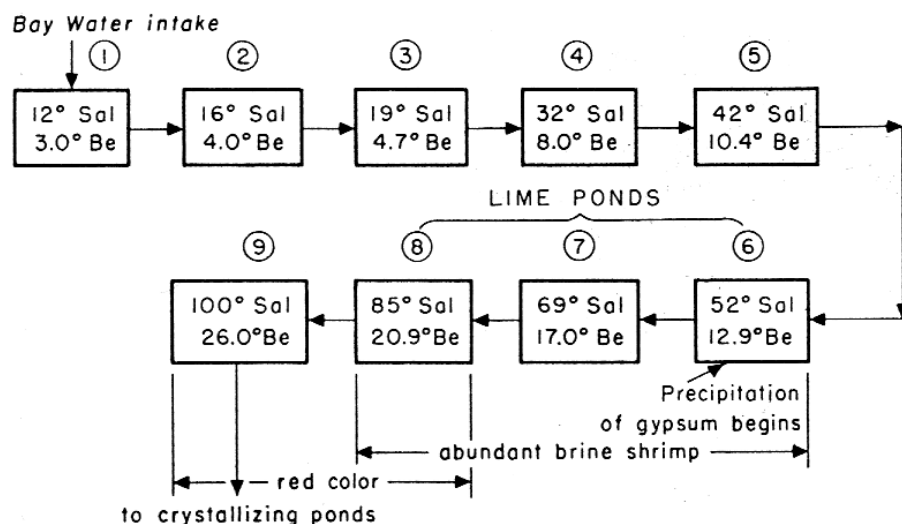 Bay Water intake
① ② ③ ④ ⑤
12° Sal
3.0° Be
16° Sal
4.0° Be
19° Sal
4.7° Be
32° Sal
8.0° Be
42° Sal
10.4° Be
LIME PONDS
⑨ ⑧ ⑦ ⑥
100° Sal
26.0° Be
85° Sal
20.9° Be
69° Sal
17.0° Be
52° Sal
12.9° Be
Precipitation
of gypsum begins
abundant brine shrimp
red color
to crystallizing ponds